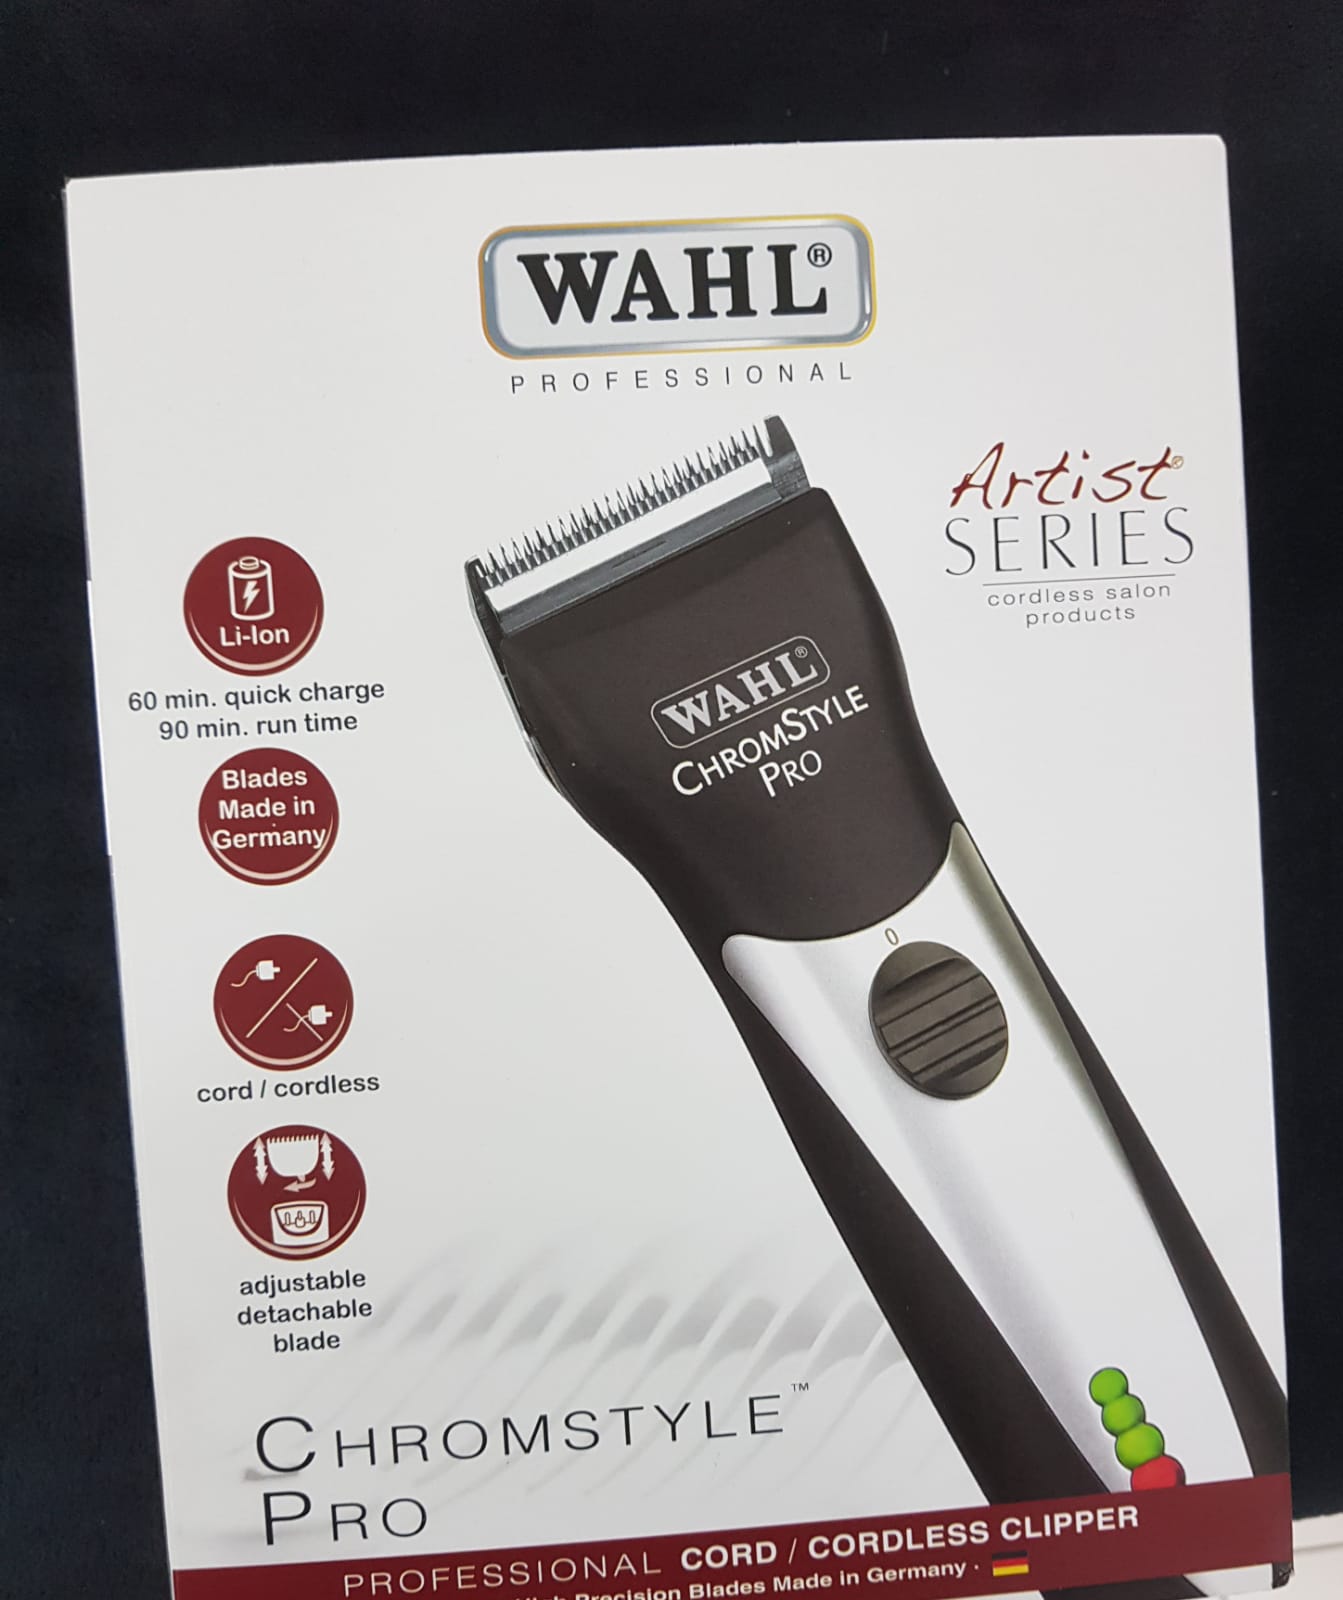 WAHL®
PROFESSIONAL
Artist®
SERIES
cordless salon
products
Li-Ion
60 min. quick charge
90 min. run time
Blades
Made in
Germany
cord / cordless
adjustable
detachable
blade
WAHL®
CHROMSTYLE
PRO
0
CHROMSTYLE™
PRO
PROFESSIONAL CORD / CORDLESS CLIPPER
Precision Blades Made in Germany ·